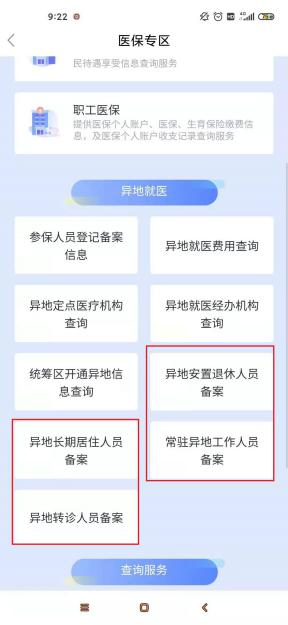 9:22
4G
医保专区
民待遇享受信息查询服务
职工医保
提供医保个人账户、医保、生育保险缴费信
息，及医保个人账户收支记录查询服务
异地就医
参保人员登记备案
信息
异地就医费用查询
异地定点医疗机构
查询
异地就医经办机构
查询
统筹区开通异地信
息查询
异地安置退休人员
备案
异地长期居住人员
备案
常驻异地工作人员
备案
异地转诊人员备案
查询服务